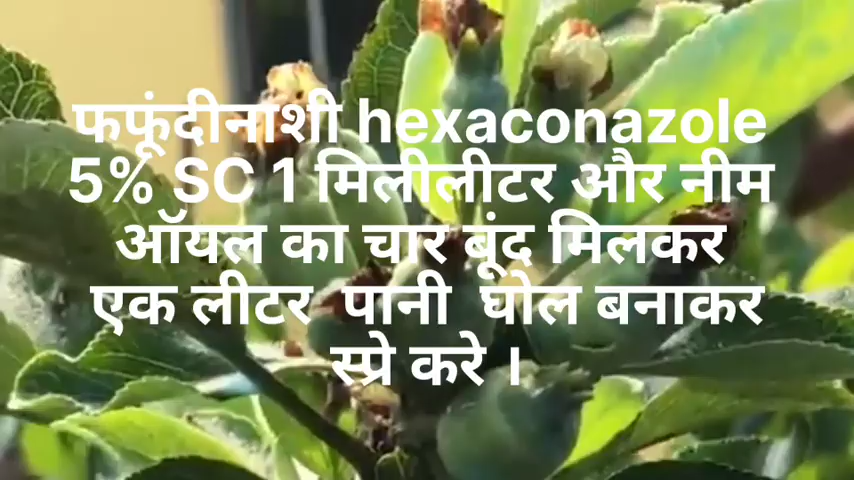 फफूंदीनाशी hexaconazole
5% SC 1 मिलीलीटर और नीम
ऑयल का चार बूंद मिलकर
एक लीटर पानी घोल बनाकर
स्प्रे करे ।